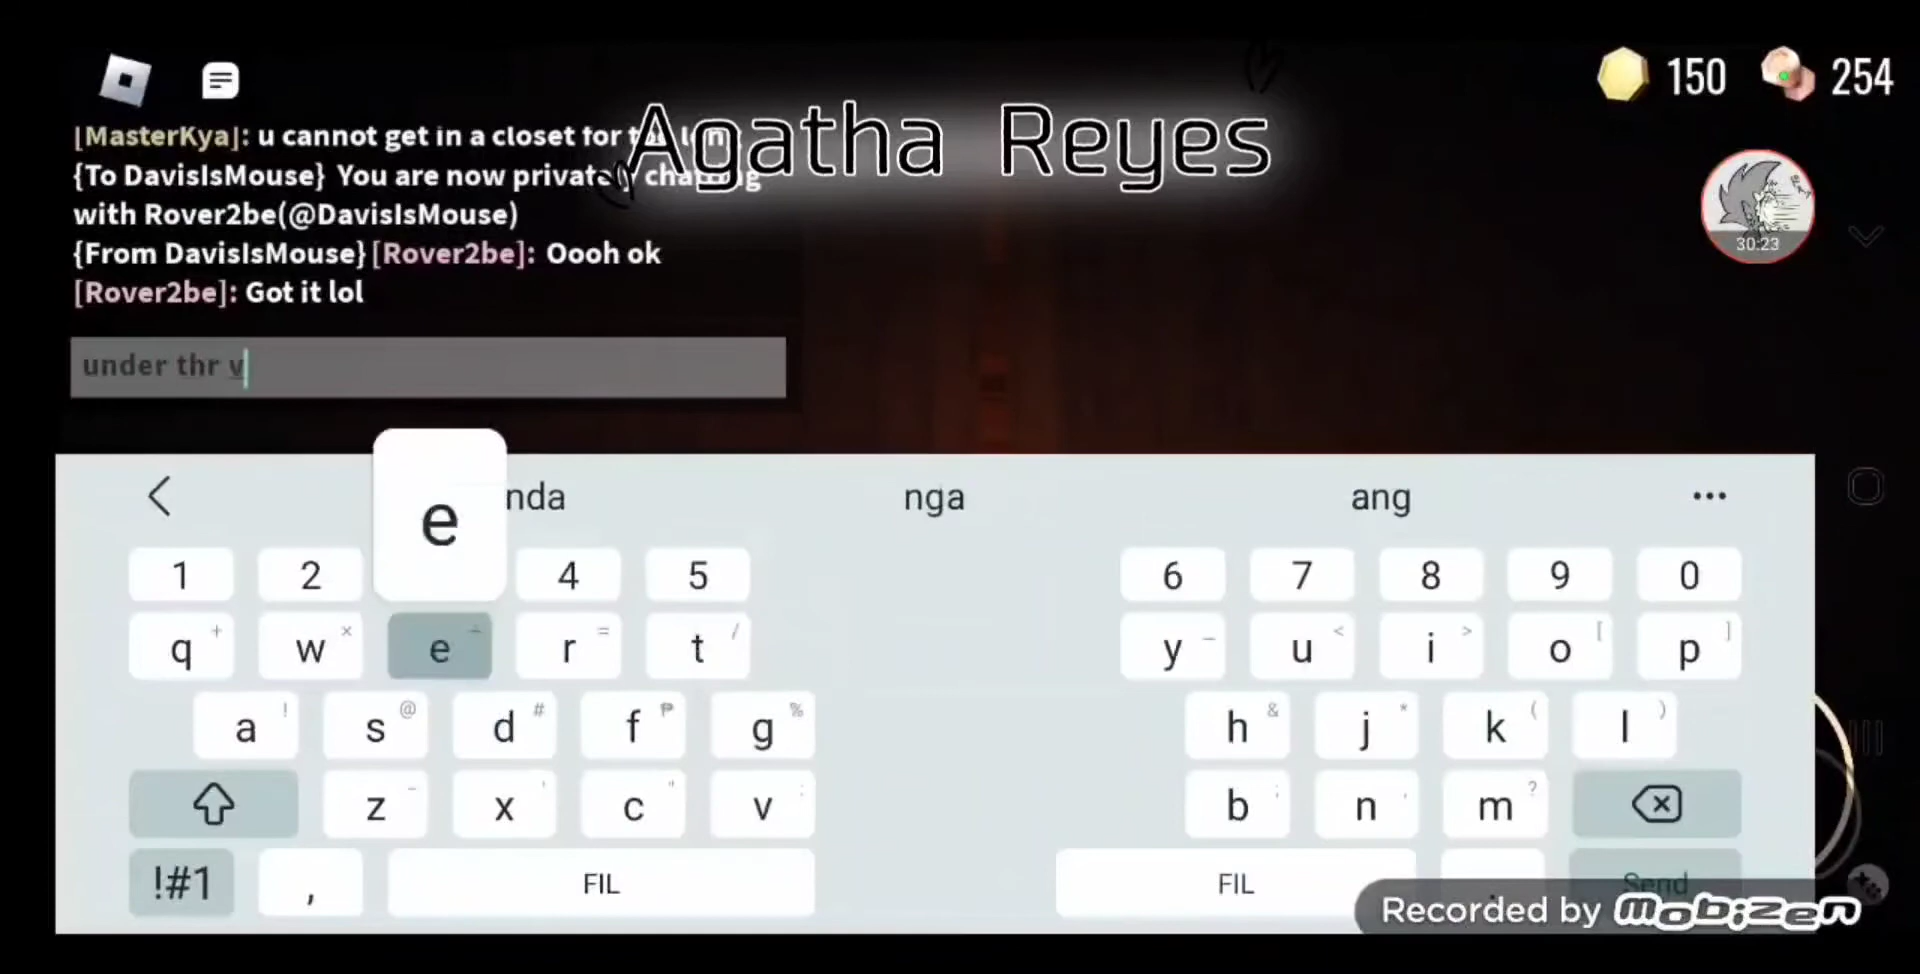 150
254
Agatha Reyes
[MasterKya]: u cannot get in a closet for
{To DavisIsMouse} You are now
with Rover2be(@DavisIsMouse)
{From DavisIsMouse}[Rover2be]: Oooh ok
[Rover2be]: Got it lol
30:23
under thr v
e
nda
nga
ang
1 2 4 5 6 7 8 9 0
q w e r t y u i o p
a s d f g h j k l
z x c v b n m
!#1 , FIL FIL . Send
Recorded by Mobizen